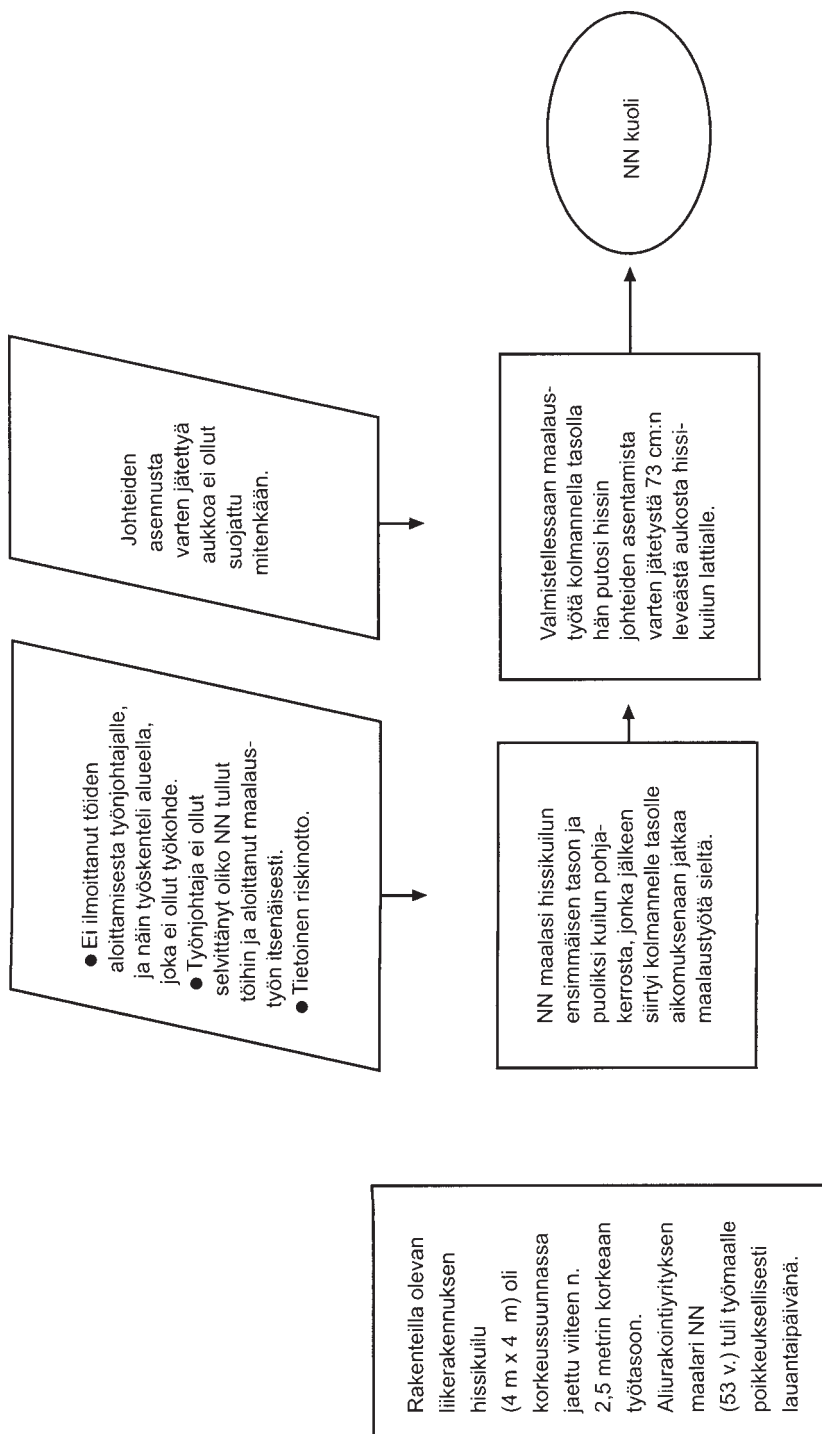 Rakenteilla olevan
liikerakennuksen
hissikuilu
(4 m x 4 m) oli
korkeussuunnassa
jaettu viiteen n.
2,5 metrin korkeaan
työtasoon.
Aliurakointiyrityksen
maalari NN
(53 v.) tuli työmaalle
poikkeuksellisesti
lauantaipäivänä.
● Ei ilmoittanut töiden
aloittamisesta työnjohtajalle,
ja näin työskenteli alueella,
joka ei ollut työkohde.
● Työnjohtaja ei ollut
selvittänyt oliko NN tullut
töihin ja aloittanut maalaus-
työn itsenäisesti.
● Tietoinen riskinotto.
NN maalasi hissikuilun
ensimmäisen tason ja
puoliksi kuilun pohja-
kerrosta, jonka jälkeen
siirtyi kolmannelle tasolle
aikomuksenaan jatkaa
maalaustyötä sieltä.
Johteiden
asennusta
varten jätettyä
aukkoa ei ollut
suojattu
mitenkään.
Valmistellessaan maalaus-
työtä kolmannella tasolla
hän putosi hissin
johteiden asentamista
varten jätetystä 73 cm:n
leveästä aukosta hissi-
kuilun lattialle.
NN kuoli